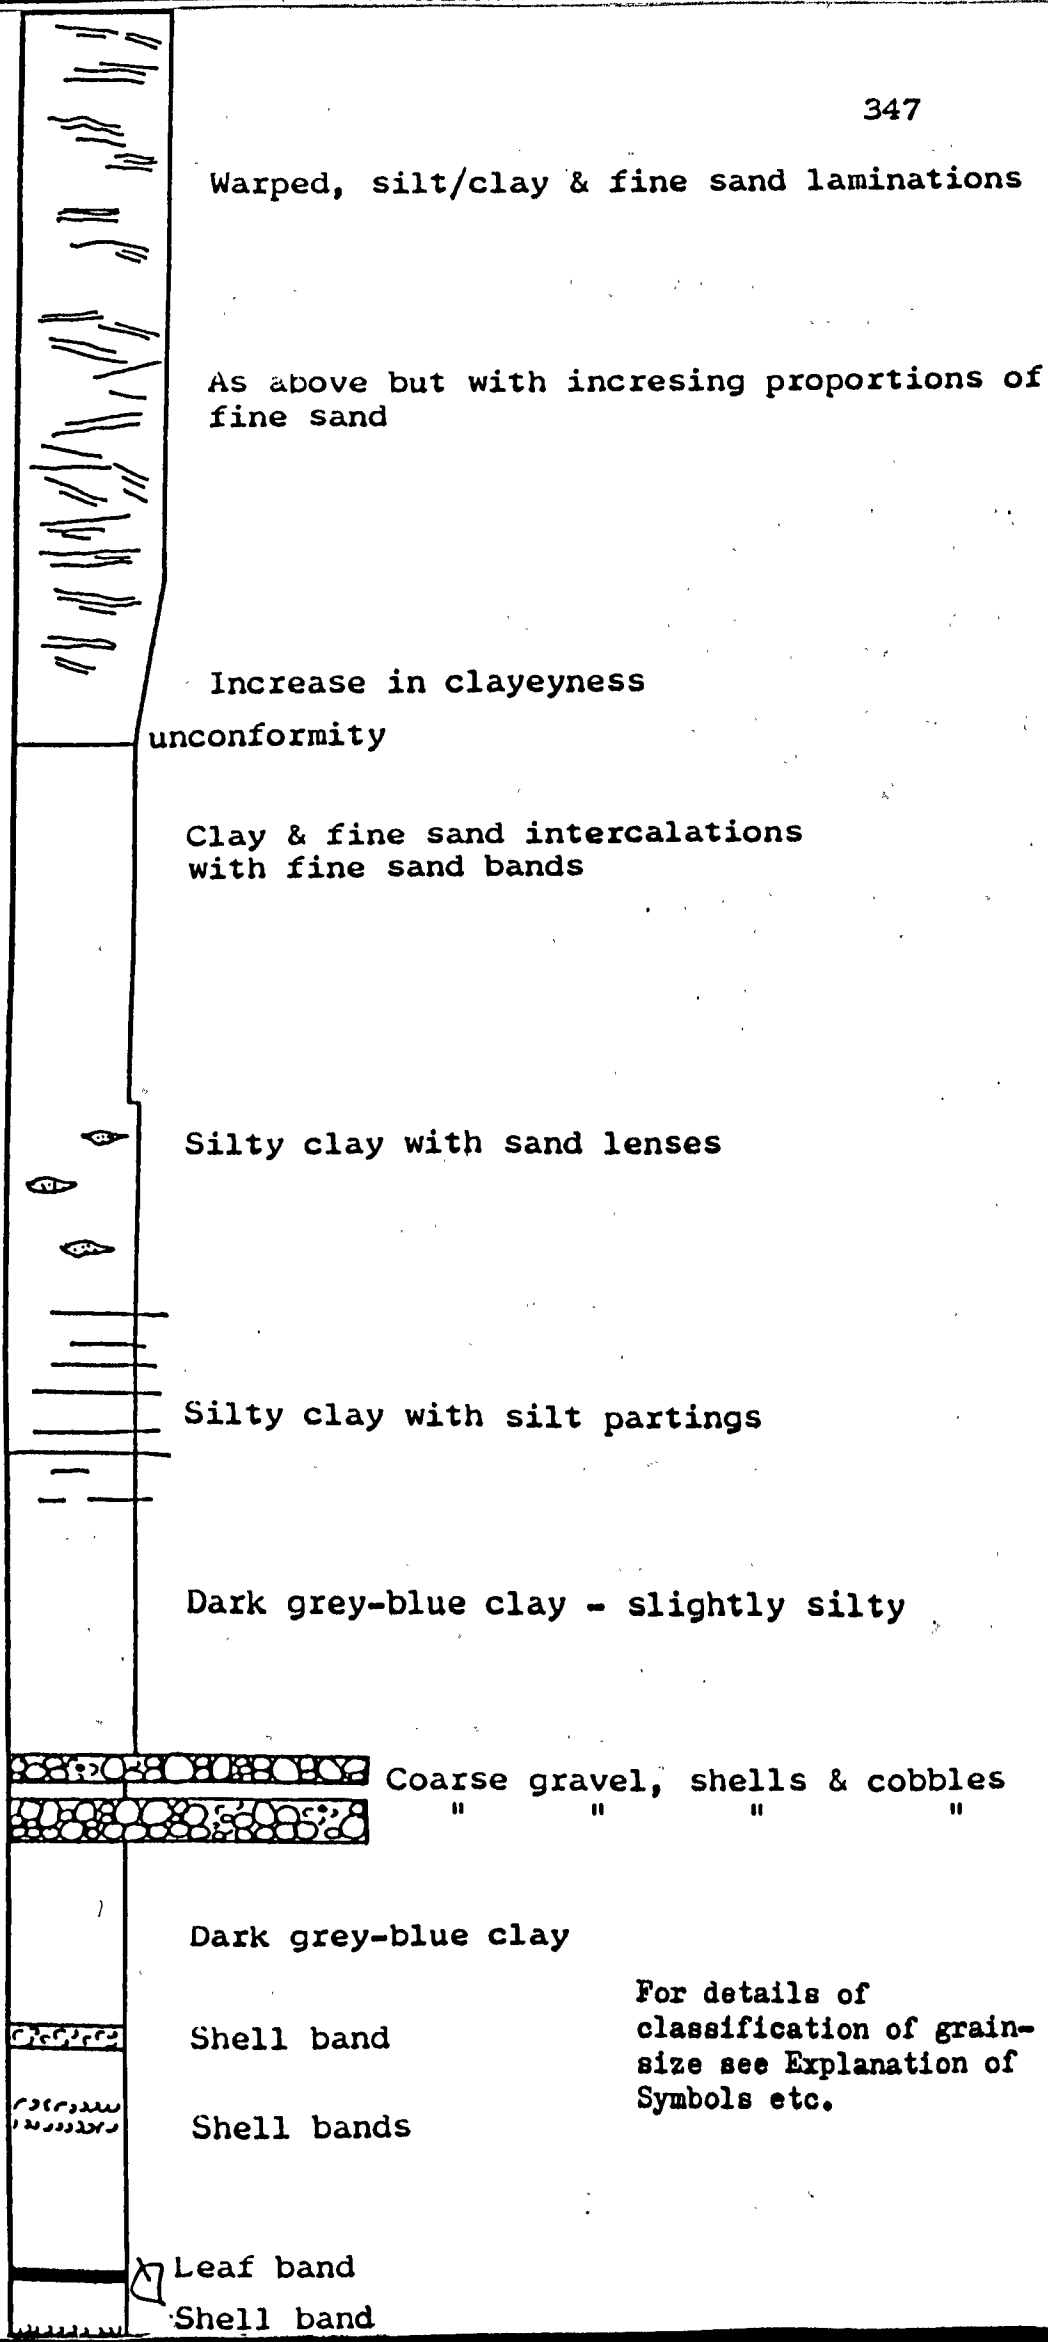 347
Warped, silt/clay & fine sand laminations
As above but with incresing proportions of
fine sand
Increase in clayeyness
unconformity
Clay & fine sand intercalations
with fine sand bands
Silty clay with sand lenses
Silty clay with silt partings
Dark grey-blue clay - slightly silty
Coarse gravel, shells & cobbles
" " " "
Dark grey-blue clay
For details of
classification of grain-
size see Explanation of
Symbols etc.
Shell band
Shell bands
Leaf band
Shell band